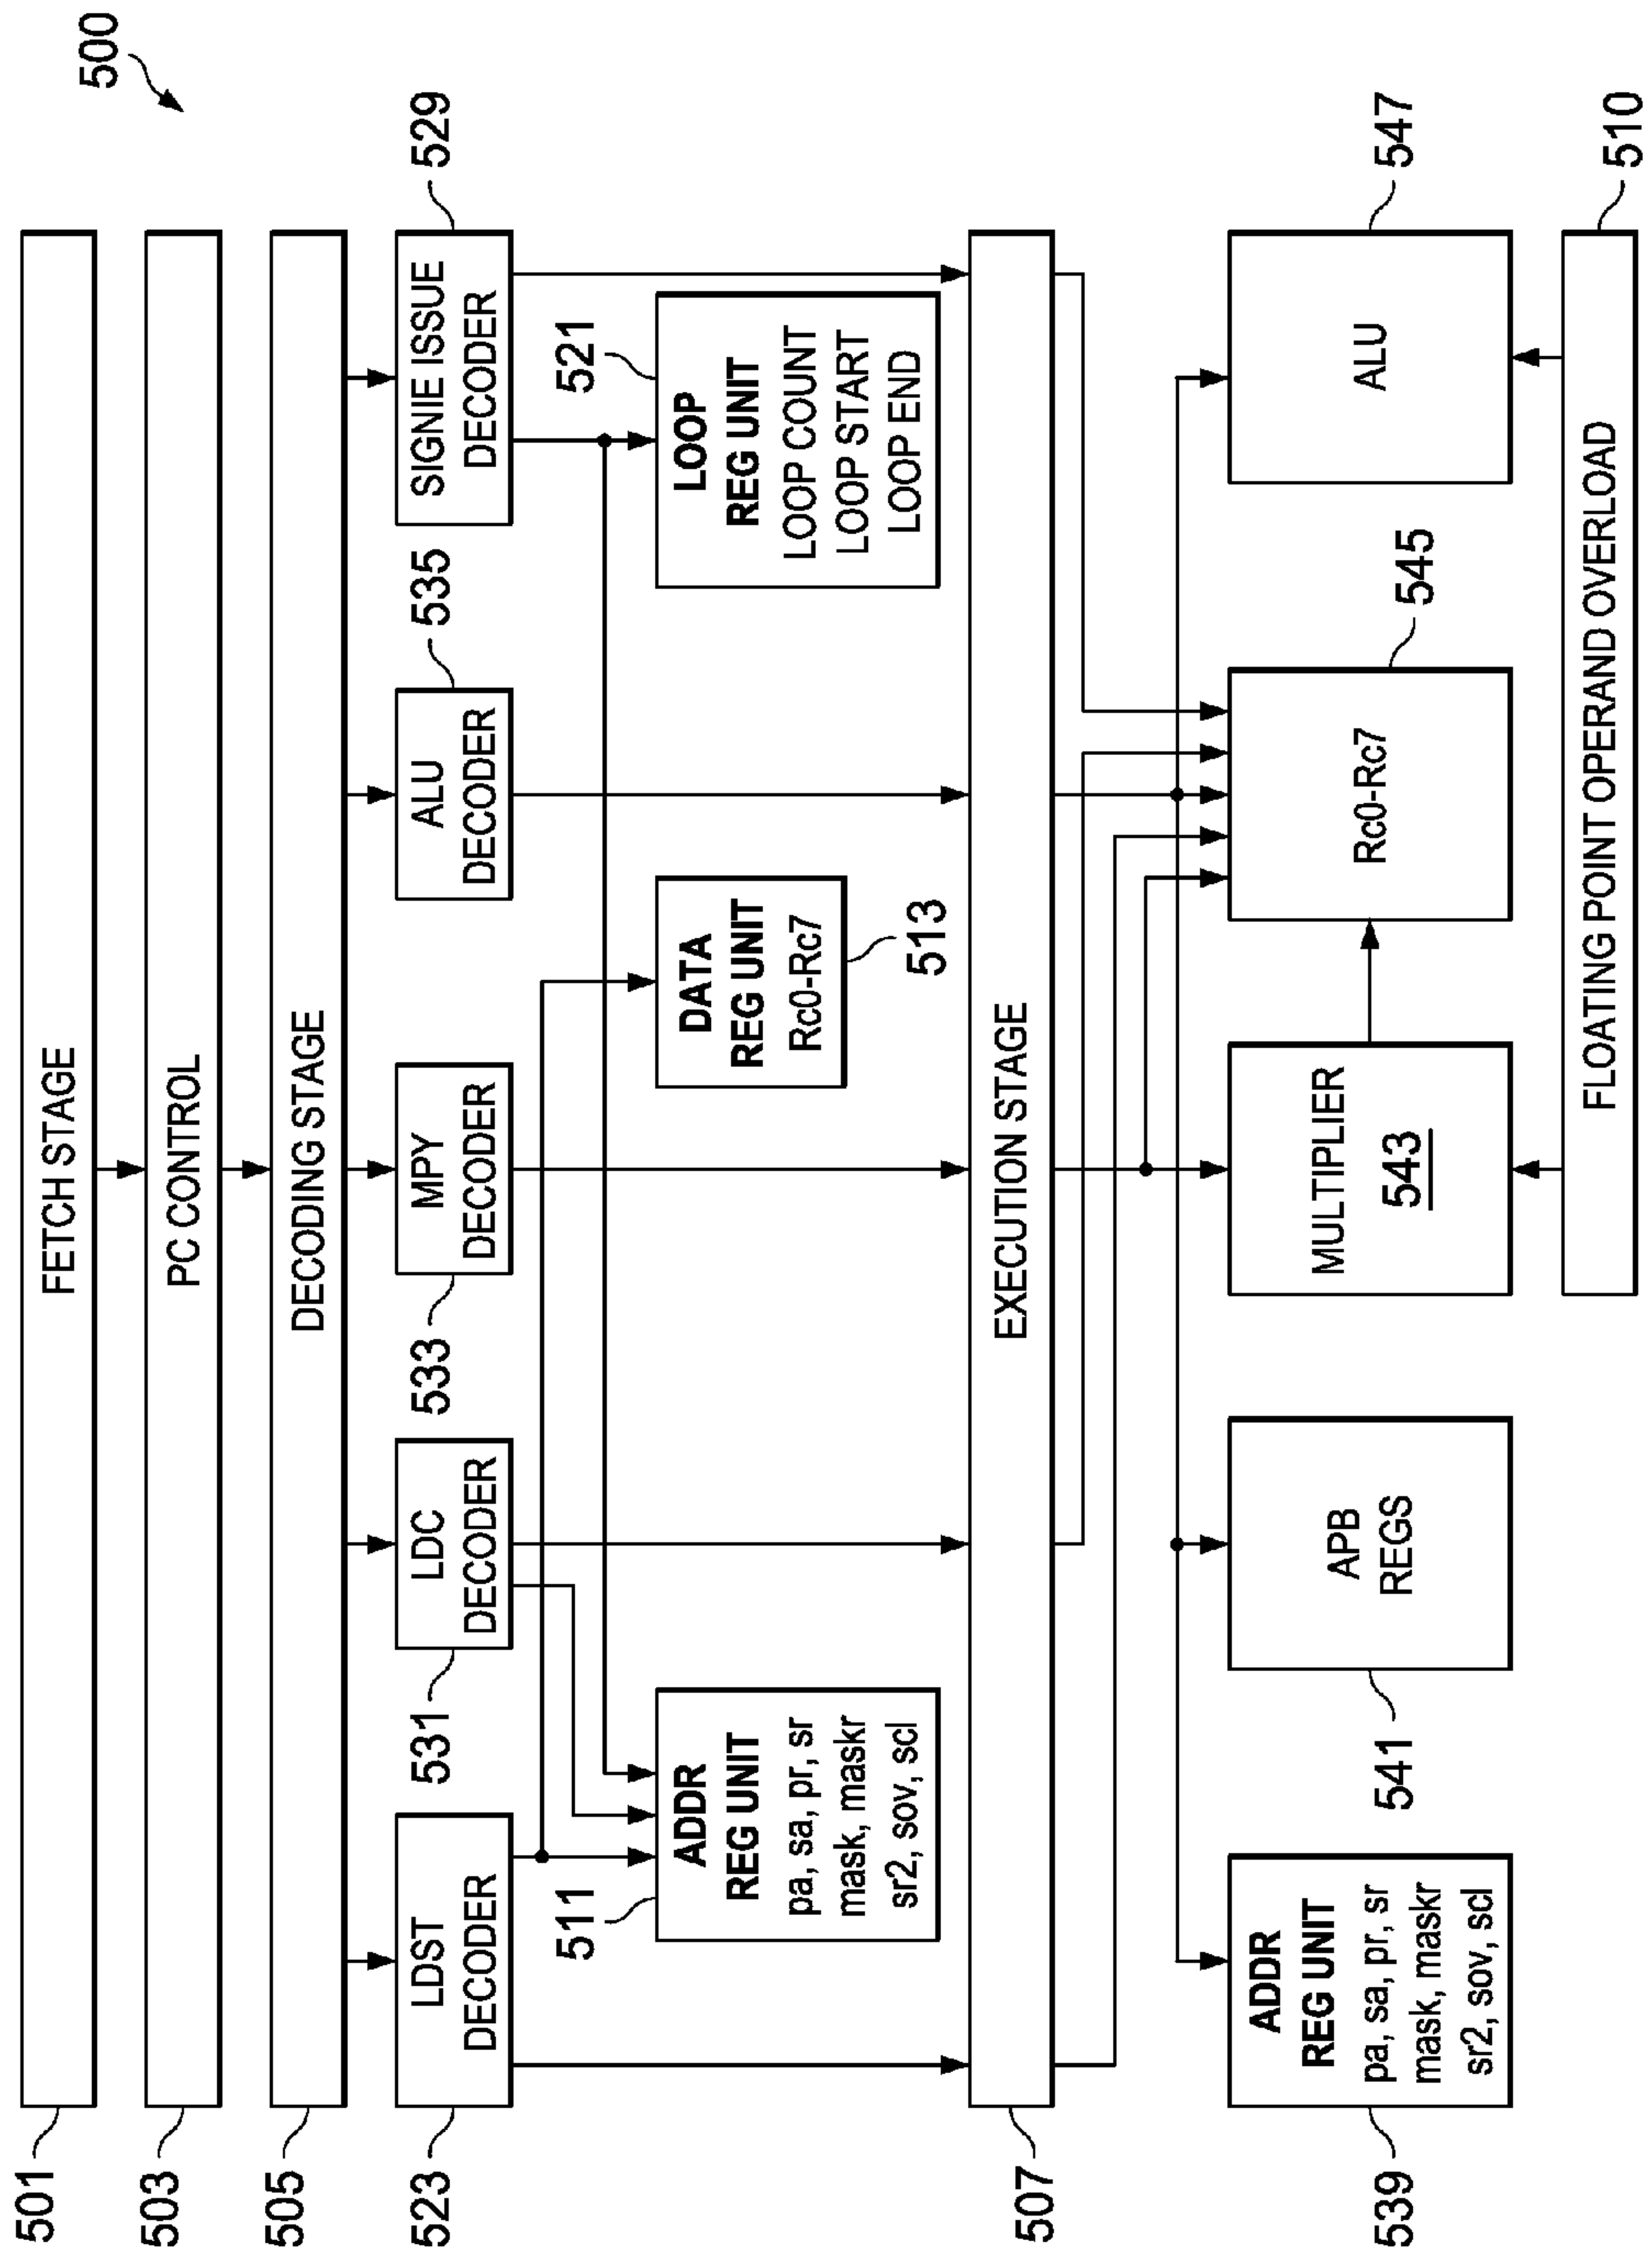 500
501
FETCH STAGE
503
PC CONTROL
505
DECODING STAGE
523
LDST
DECODER
531
LDC
DECODER
533
MPY
DECODER
535
ALU
DECODER
529
SIGNIE ISSUE
DECODER
511
ADDR
REG UNIT
pa, sa, pr, sr
mask, maskr
sr2, sov, scl
513
DATA
REG UNIT
Rc0-Rc7
521
LOOP
REG UNIT
LOOP COUNT
LOOP START
LOOP END
507
EXECUTION STAGE
539
ADDR
REG UNIT
pa, sa, pr, sr
mask, maskr
sr2, sov, scl
541
APB
REGS
MULTIPLIER
543
545
Rc0-Rc7
547
ALU
510
FLOATING POINT OPERAND OVERLOAD